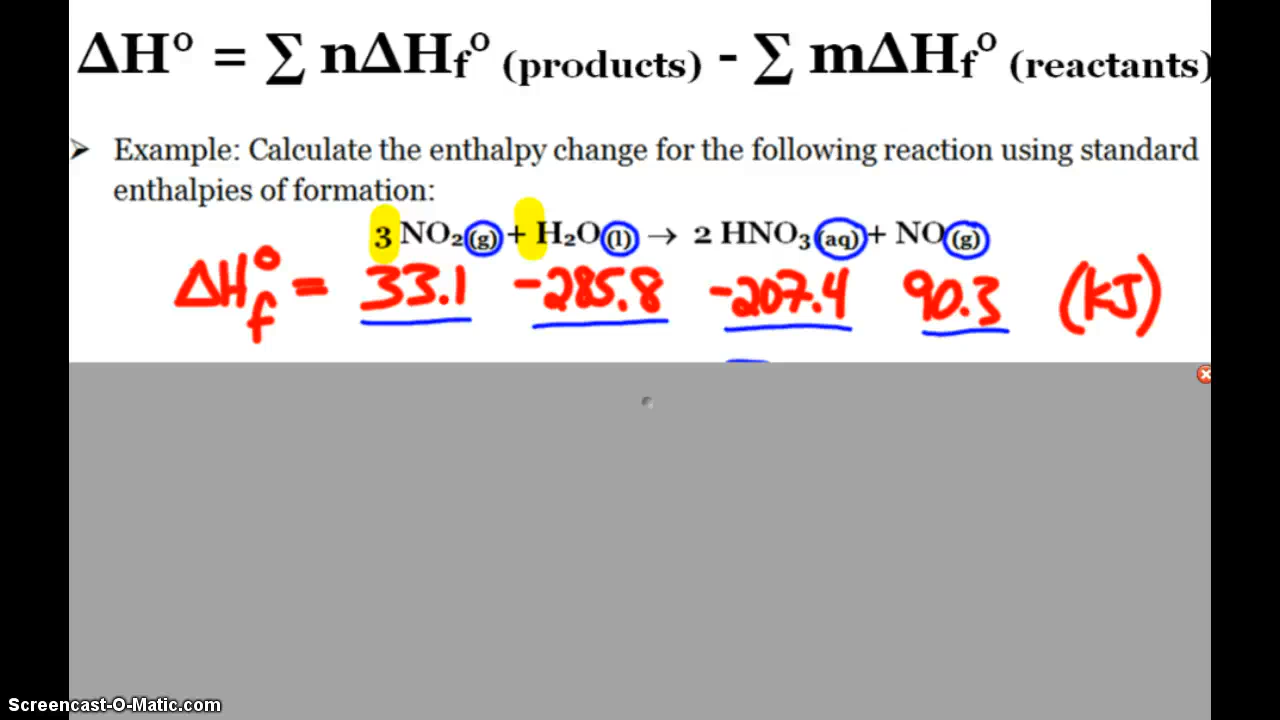 ΔH° = ∑ nΔHf° (products) - ∑ mΔHf° (reactants)
➢ Example: Calculate the enthalpy change for the following reaction using standard
enthalpies of formation:
3 NO₂(g) + H₂O(l) → 2 HNO₃(aq) + NO(g)
ΔHf° = 33.1 -285.8 -207.4 90.3 (kJ)
Screencast-O-Matic.com